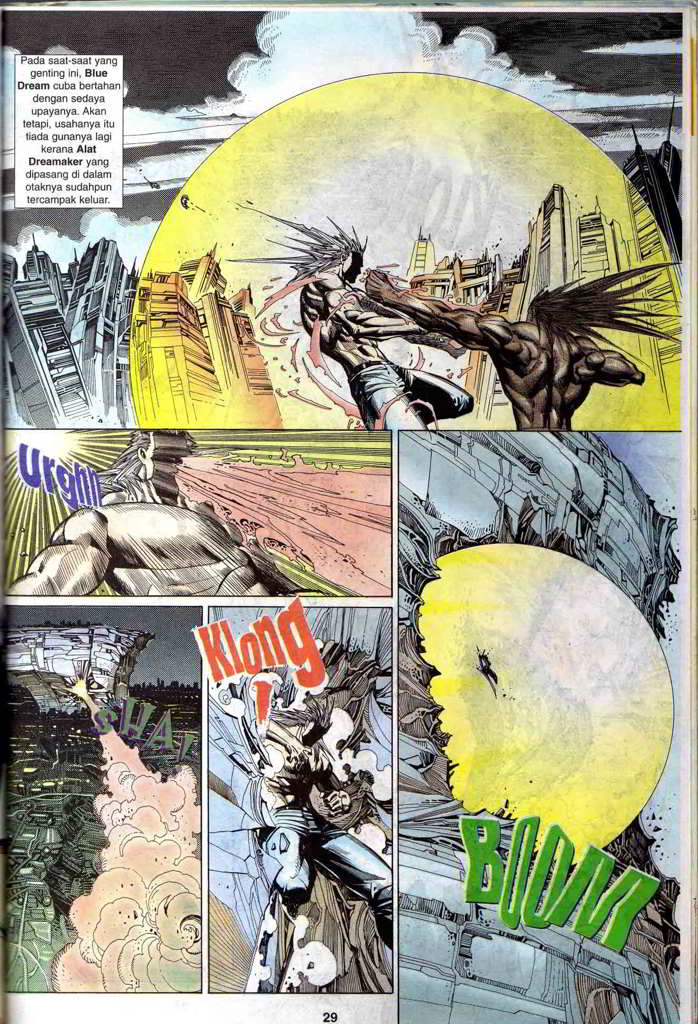 Pada saat-saat yang
genting ini, Blue
Dream cuba bertahan
dengan sedaya
upayanya. Akan
tetapi, usahanya itu
tiada gunanya lagi
kerana Alat
Dreamaker yang
dipasang di dalam
otaknya sudahpun
tercampak keluar.
Urghh
SHA!
Klong
!
BOOM
29